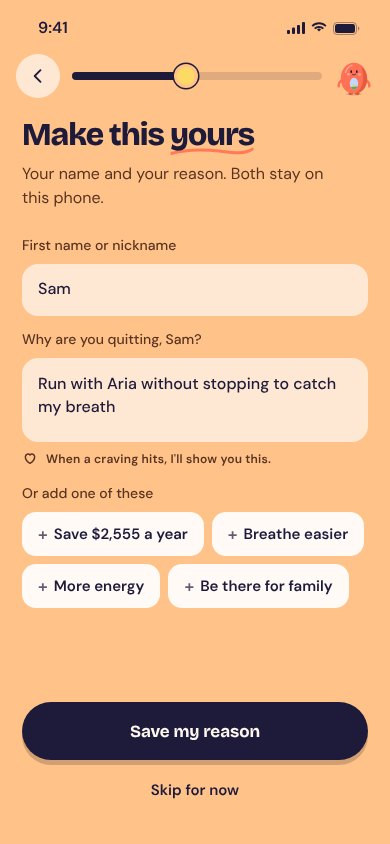 9:41
Make this yours
Your name and your reason. Both stay on
this phone.
First name or nickname
Sam
Why are you quitting, Sam?
Run with Aria without stopping to catch
my breath
When a craving hits, I'll show you this.
Or add one of these
+ Save $2,555 a year
+ Breathe easier
+ More energy
+ Be there for family
Save my reason
Skip for now